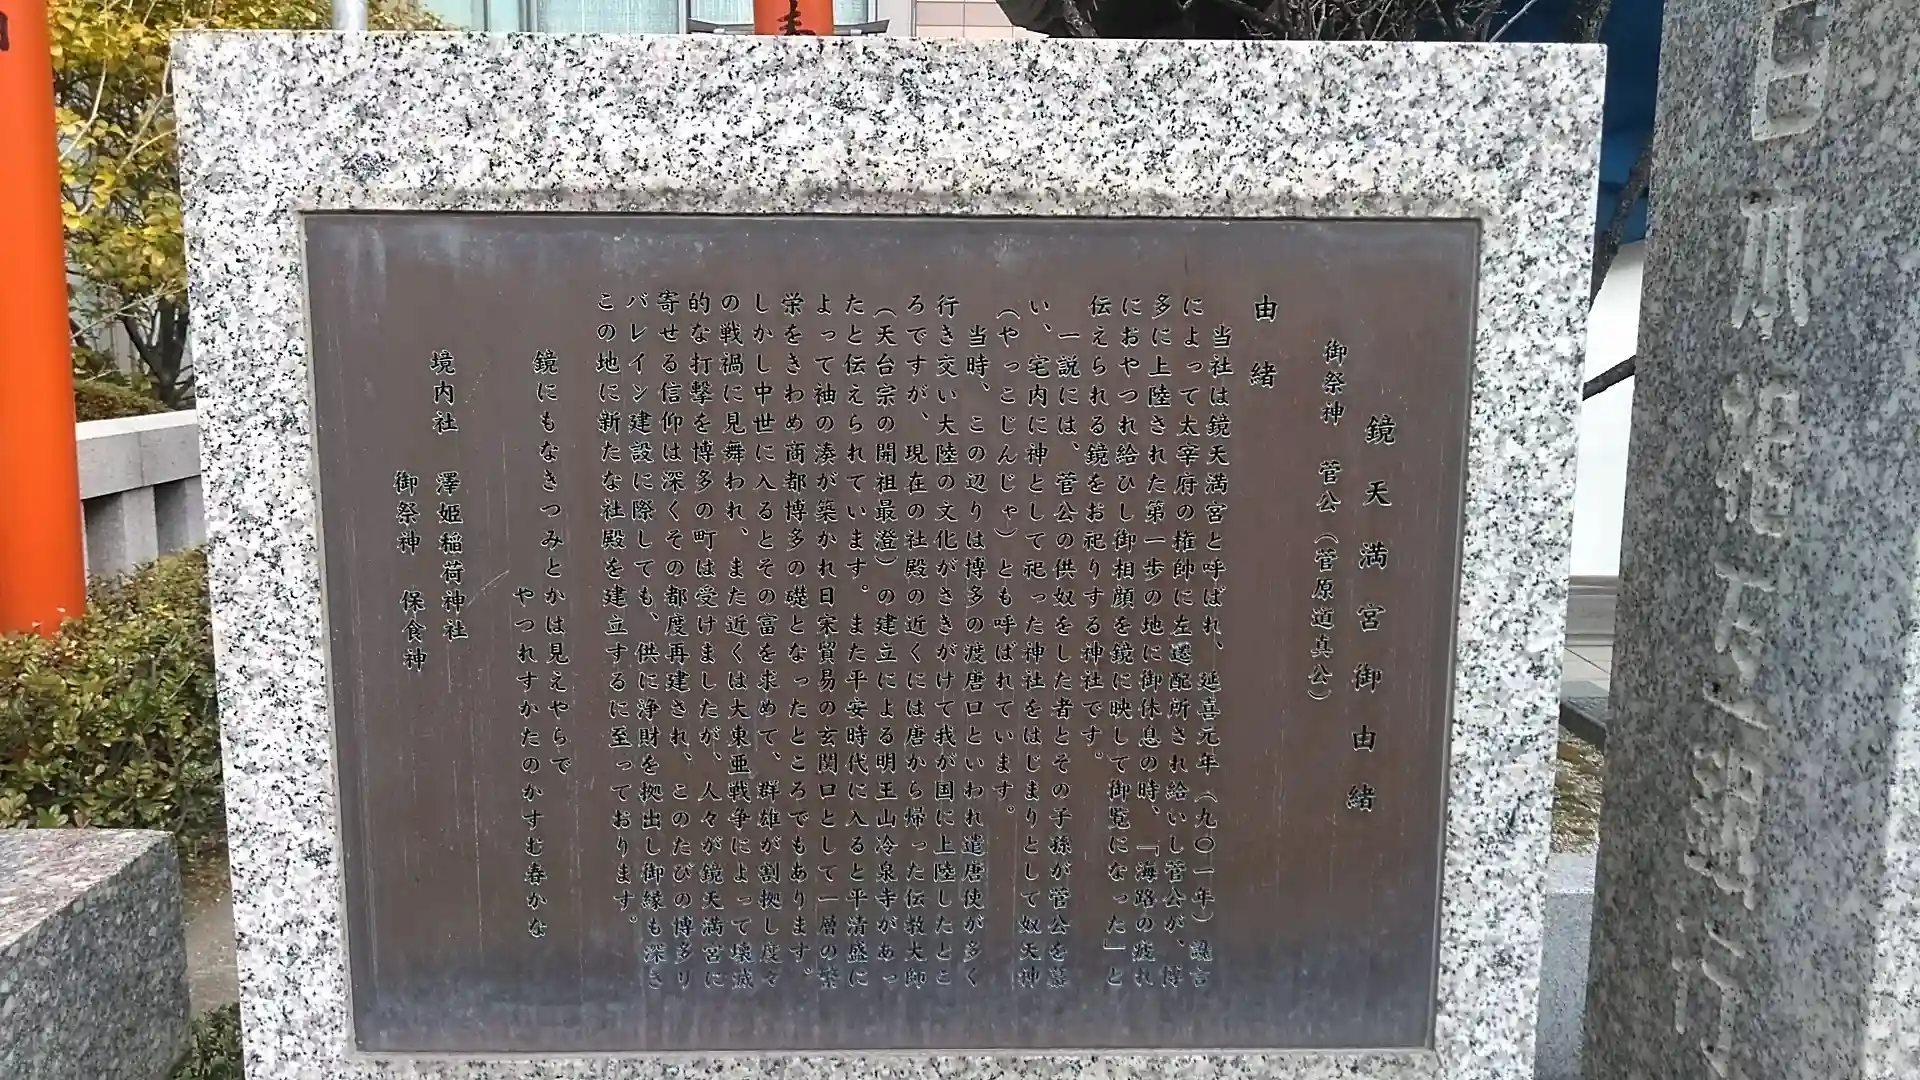 鏡天満宮御由緒
御祭神 菅公（菅原道真公）
由緒
当社は鏡天満宮と呼ばれ、延喜元年（九〇一年）讒言
によって太宰府の権帥に左遷配所され給いし菅公が、博
多に上陸された第一歩の地に御休息の時、『海路の疲れ
におやつれ給ひし御相顔を鏡に映して御覧になった」と
伝えられる鏡をお祀りする神社です。
一説には、菅公の供奴をした者とその子孫が菅公を慕
い、宅内に神として祀った神社をはじまりとして奴天神
（やっこじんじゃ）とも呼ばれています。
当時、この辺りは博多の渡唐口といわれ遣唐使が多く
行き交い大陸の文化がさきがけて我が国に上陸したとこ
ろですが、現在の社殿の近くには唐から帰った伝教大師
（天台宗の開祖最澄）の建立による明王山冷泉寺があっ
たと伝えられています。また平安時代に入ると平清盛に
よって袖の湊が築かれ日宋貿易の玄関口として一層の繁
栄をきわめ商都博多の礎となったところでもあります。
しかし中世に入るとその富を求めて、群雄が割拠し度々
の戦禍に見舞われ、また近くは大東亜戦争によって壊滅
的な打撃を博多の町は受けましたが、人々が鏡天満宮に
寄せる信仰は深くその都度再建され、このたびの博多リ
バレイン建設に際しても、供に浄財を拠出し御縁も深き
この地に新たな社殿を建立するに至っております。
鏡にもなきつみとかは見えやらで
やつれすかたのかすむ春かな
境内社 澤姫稲荷神社
御祭神 保食神